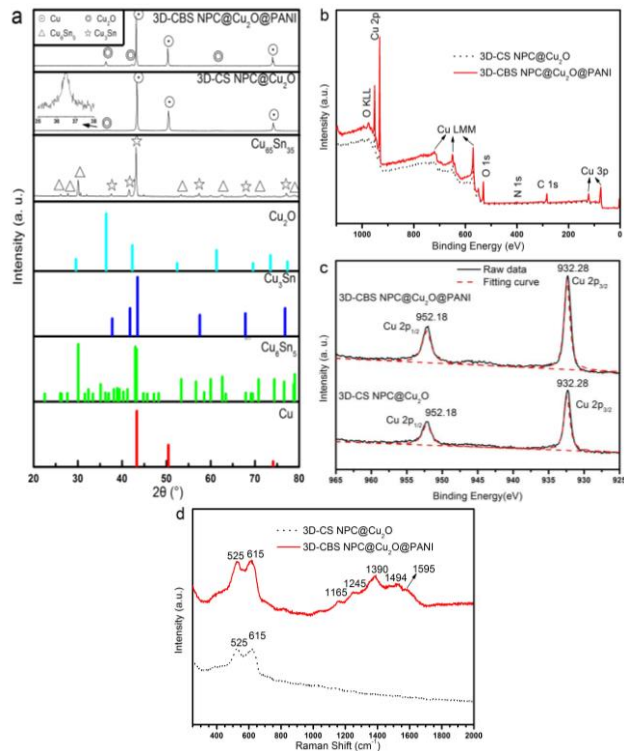 a
Cu Cu₂O
Cu₆Sn₅ Cu₃Sn
3D-CBS NPC@Cu₂O@PANI
3D-CS NPC@Cu₂O
35 36 37 38
Cu₆₅Sn₃₅
Cu₂O
Cu₃Sn
Cu₆Sn₅
Cu
Intensity (a. u.)
20 30 40 50 60 70 80
2θ (°)
b
Cu 2p
3D-CS NPC@Cu₂O
3D-CBS NPC@Cu₂O@PANI
O KLL
Cu LMM
O 1s
N 1s
C 1s
Cu 3p
Intensity (a.u.)
1000 800 600 400 200 0
Binding Energy (eV)
c
Raw data
Fitting curve
932.28
3D-CBS NPC@Cu₂O@PANI
Cu 2p₃/₂
952.18
Cu 2p₁/₂
932.28
3D-CS NPC@Cu₂O
Cu 2p₁/₂ 952.18
Cu 2p₃/₂
Intensity (a.u.)
965 960 955 950 945 940 935 930 925
Binding Energy(eV)
d
3D-CS NPC@Cu₂O
3D-CBS NPC@Cu₂O@PANI
525 615
1165 1245 1390 1494 1595
525 615
Intensity (a.u.)
400 600 800 1000 1200 1400 1600 1800 2000
Raman Shift (cm⁻¹)